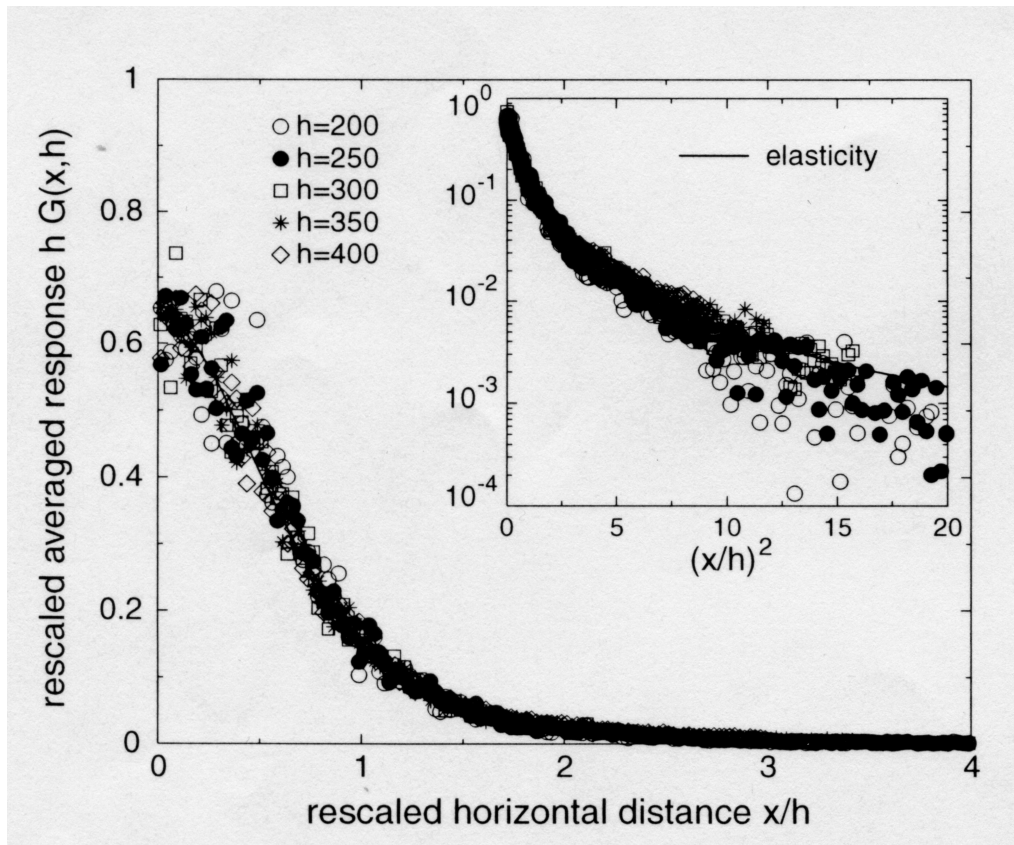 rescaled averaged response h G(x,h)
1
0.8
0.6
0.4
0.2
0
0
1
2
3
4
rescaled horizontal distance x/h
h=200
h=250
h=300
h=350
h=400
10^0
10^-1
10^-2
10^-3
10^-4
0
5
10
15
20
(x/h)^2
elasticity